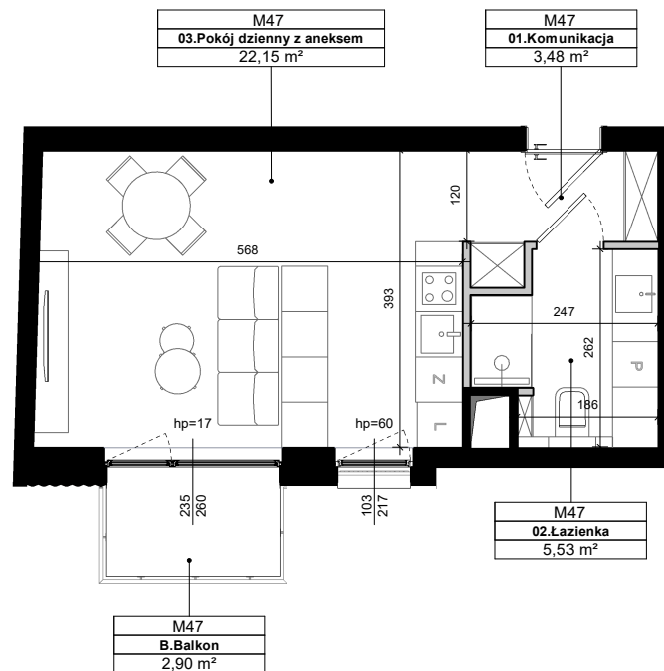 M47
03.Pokój dzienny z aneksem
22,15 m²
M47
01.Komunikacja
3,48 m²
120
568
393
247
262
Z
P
L
186
hp=17
hp=60
235
260
103
217
M47
02.Łazienka
5,53 m²
M47
B.Balkon
2,90 m²